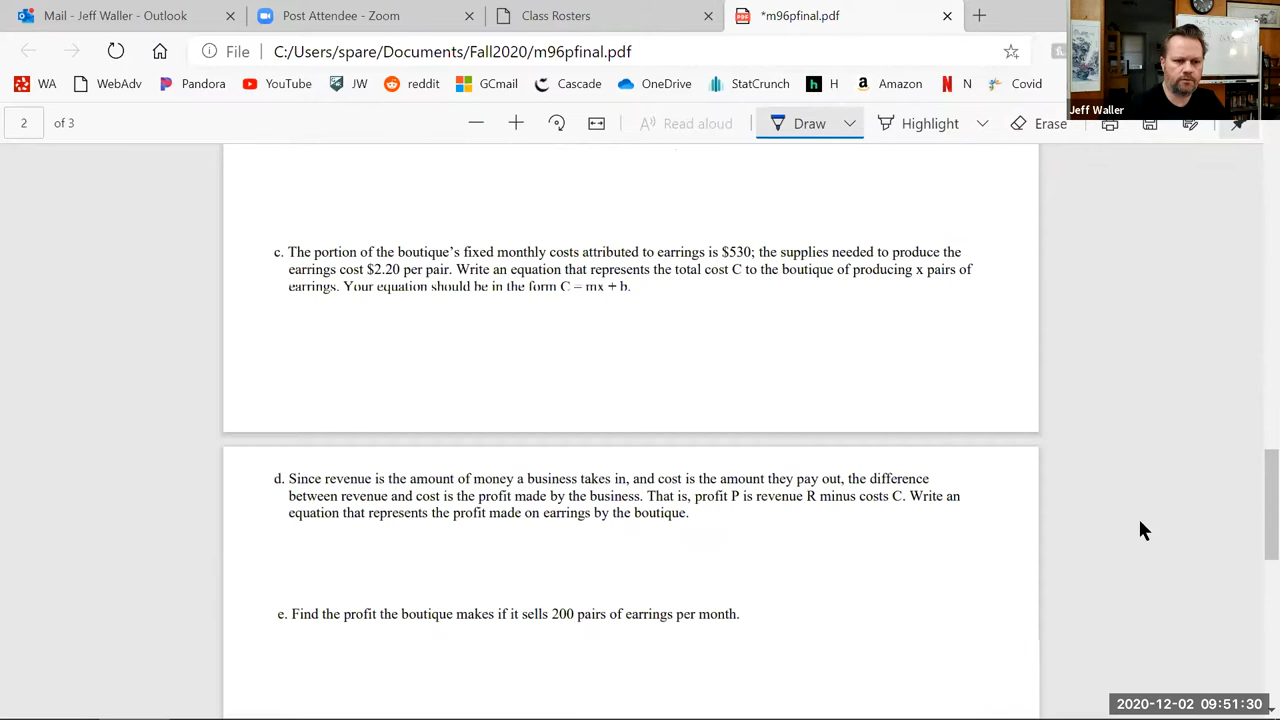 Jeff Waller - Outlook
Post Attendee - Zoom
Class Rosters
*m96pfinal.pdf
File
C:/Users/spare/Documents/Fall2020/m96pfinal.pdf
WA
WebAdv
Pandora
YouTube
JW
reddit
SCmail
Cascade
OneDrive
StatCrunch
H
Amazon
N
Covid
Jeff Waller
2 of 3
Read aloud
Draw
Highlight
Erase
c. The portion of the boutique's fixed monthly costs attributed to earrings is $530; the supplies needed to produce the
earrings cost $2.20 per pair. Write an equation that represents the total cost C to the boutique of producing x pairs of
earrings. Your equation should be in the form C = mx + b.
d. Since revenue is the amount of money a business takes in, and cost is the amount they pay out, the difference
between revenue and cost is the profit made by the business. That is, profit P is revenue R minus costs C. Write an
equation that represents the profit made on earrings by the boutique.
e. Find the profit the boutique makes if it sells 200 pairs of earrings per month.
2020-12-02 09:51:30